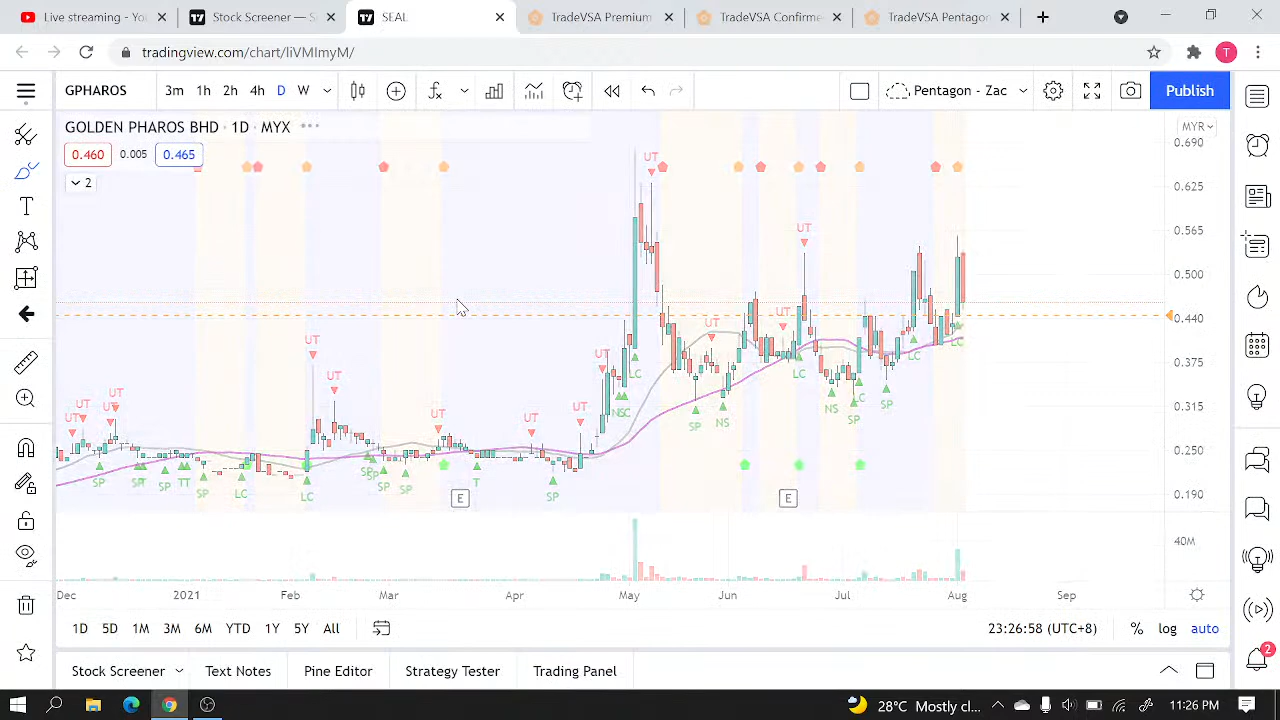 Live streaming - YouTube
Stock Screener —
SEAL
TradeVSA Premium
TradeVSA Confirme
TradeVSA Pentago
tradingview.com/chart/liVMImyM/
T
GPHAROS
3m 1h 2h 4h D W
Pentagon - Zac
Publish
GOLDEN PHAROS BHD · 1D · MYX
MYR
0.460 0.005 0.465
2
0.690
0.625
0.565
0.500
0.440
0.375
0.315
0.250
0.190
40M
UT
UT
UT
UT
UT
UT
UT
UT
UT
UT
UT
UT
UT
UT
LC
LC
LC
LC
LC
NS
SP
NS
SP
SP
SP
SP
SP
TT
SP
LC
LC
SP
SP
T
SP
E
E
Dec 2021 Feb Mar Apr May Jun Jul Aug Sep
1D 5D 1M 3M 6M YTD 1Y 5Y All
23:26:58 (UTC+8)
% log auto
Stock Screener
Text Notes
Pine Editor
Strategy Tester
Trading Panel
2
28°C Mostly cl...
11:26 PM